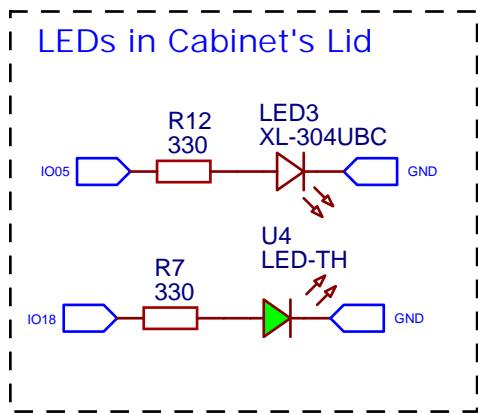 LEDs in Cabinet's Lid
LED3
R12
XL-304UBC
330
IO05
GND
U4
LED-TH
R7
330
IO18
GND